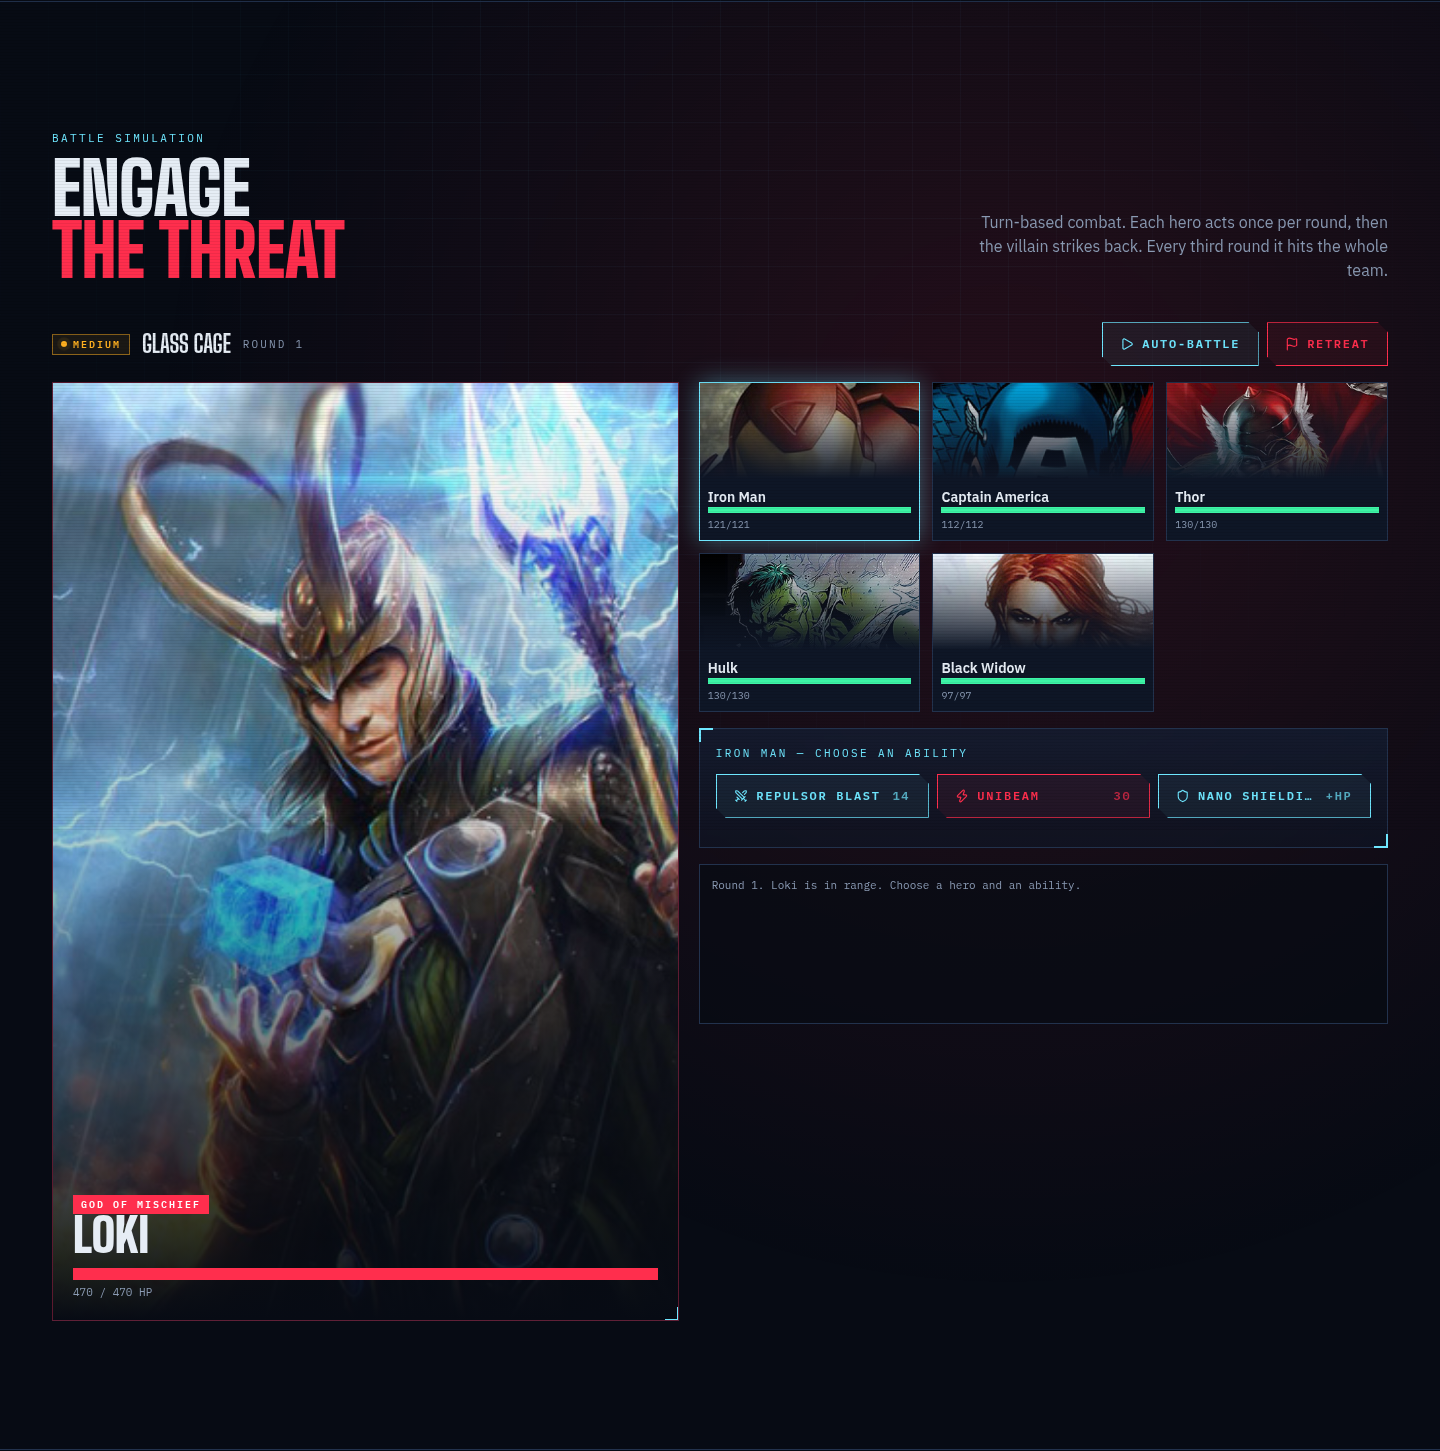 BATTLE SIMULATION
ENGAGE
THE THREAT
Turn-based combat. Each hero acts once per round, then
the villain strikes back. Every third round it hits the whole
team.
MEDIUM GLASS CAGE ROUND 1
AUTO-BATTLE RETREAT
Iron Man
121/121
Captain America
112/112
Thor
130/130
Hulk
130/130
Black Widow
97/97
IRON MAN — CHOOSE AN ABILITY
REPULSOR BLAST 14 UNIBEAM 30 NANO SHIELDI… +HP
Round 1. Loki is in range. Choose a hero and an ability.
GOD OF MISCHIEF
LOKI
470 / 470 HP